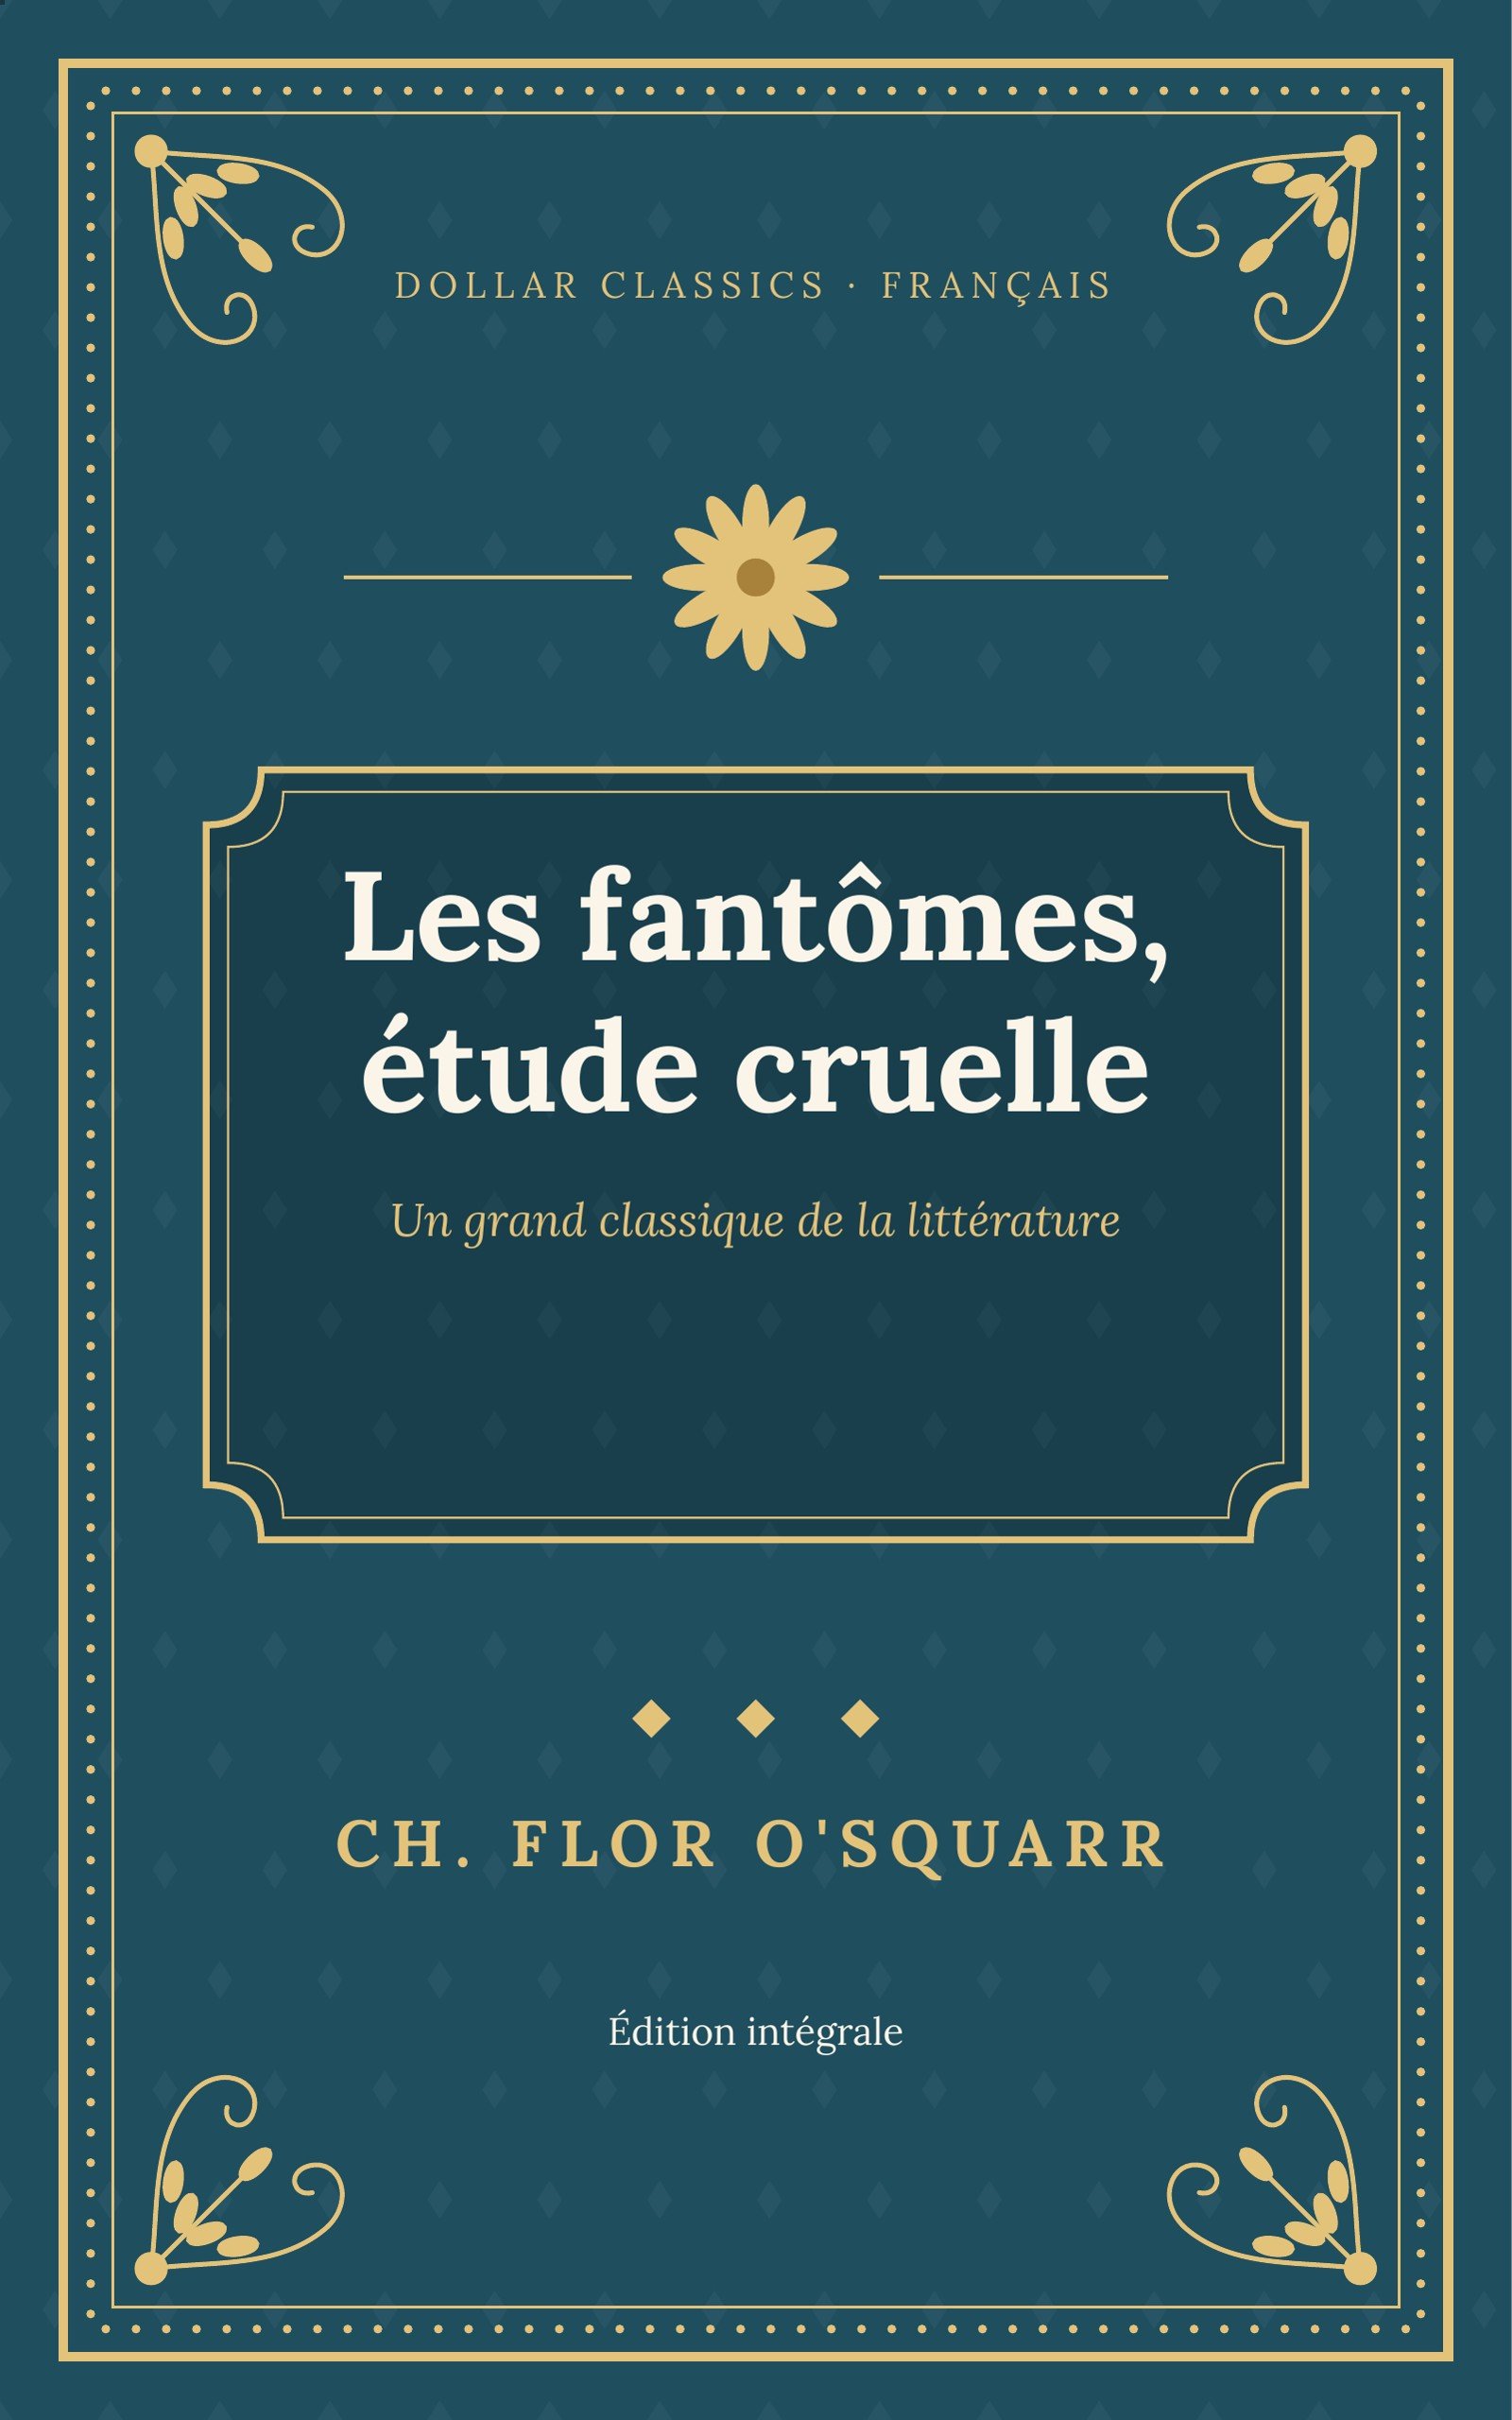 DOLLAR CLASSICS · FRANÇAIS
Les fantômes,
étude cruelle
Un grand classique de la littérature
CH. FLOR O'SQUARR
Édition intégrale